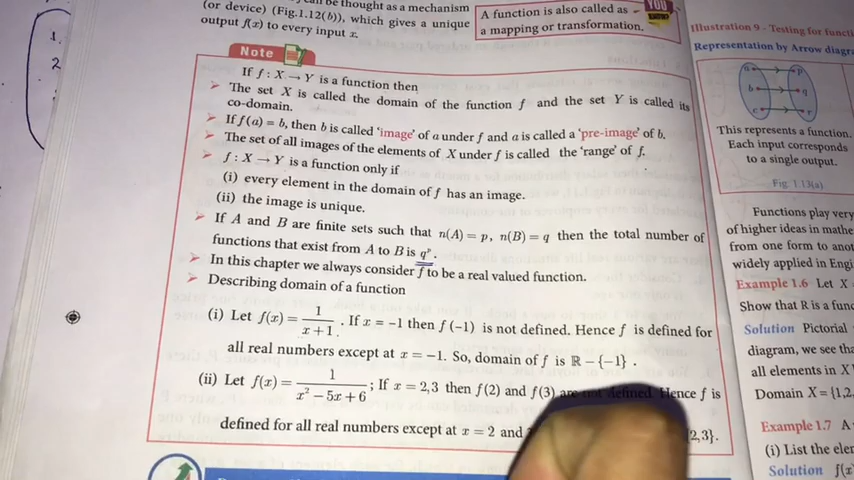 can be thought as a mechanism
(or device) (Fig.1.12(b)), which gives a unique
output f(x) to every input x.
A function is also called as
a mapping or transformation.
YOU
Note
If f : X → Y is a function then
➢ The set X is called the domain of the function f and the set Y is called its
co-domain.
➢ If f(a) = b, then b is called 'image' of a under f and a is called a 'pre-image' of b.
➢ The set of all images of the elements of X under f is called the 'range' of f.
➢ f : X → Y is a function only if
(i) every element in the domain of f has an image.
(ii) the image is unique.
➢ If A and B are finite sets such that n(A) = p, n(B) = q then the total number of
functions that exist from A to B is q^p.
➢ In this chapter we always consider f to be a real valued function.
➢ Describing domain of a function
(i) Let f(x) = 1/(x+1). If x = −1 then f(−1) is not defined. Hence f is defined for
all real numbers except at x = −1. So, domain of f is ℝ − {−1}.
(ii) Let f(x) = 1/(x² − 5x + 6); If x = 2,3 then f(2) and f(3) are not defined. Hence f is
defined for all real numbers except at x = 2 and
{2,3}.
1.
2
Illustration 9 - Testing for functi
Representation by Arrow diagra
a p
b q
c r
This represents a function.
Each input corresponds
to a single output.
Fig. 1.13(a)
Functions play very
of higher ideas in mathe
from one form to anot
widely applied in Engi
Example 1.6 Let X
Show that R is a func
Solution Pictorial
diagram, we see tha
all elements in X
Domain X = {1,2,
Example 1.7 A
(i) List the eler
Solution f(x